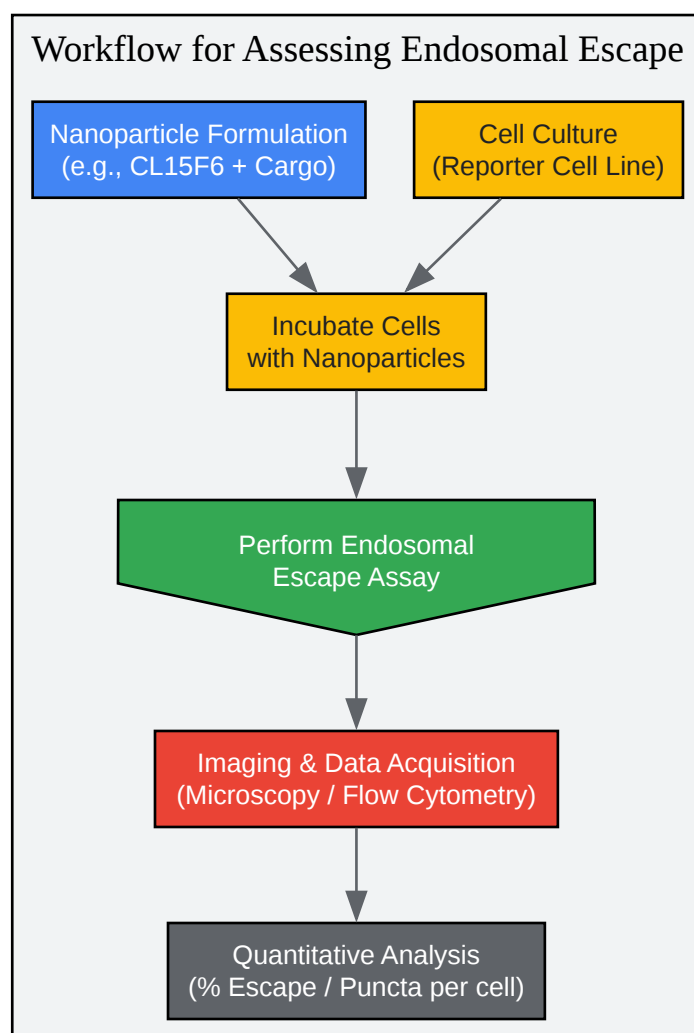 Workflow for Assessing Endosomal Escape
Nanoparticle Formulation
(e.g., CL15F6 + Cargo)
Cell Culture
(Reporter Cell Line)
Incubate Cells
with Nanoparticles
Perform Endosomal
Escape Assay
Imaging & Data Acquisition
(Microscopy / Flow Cytometry)
Quantitative Analysis
(% Escape / Puncta per cell)